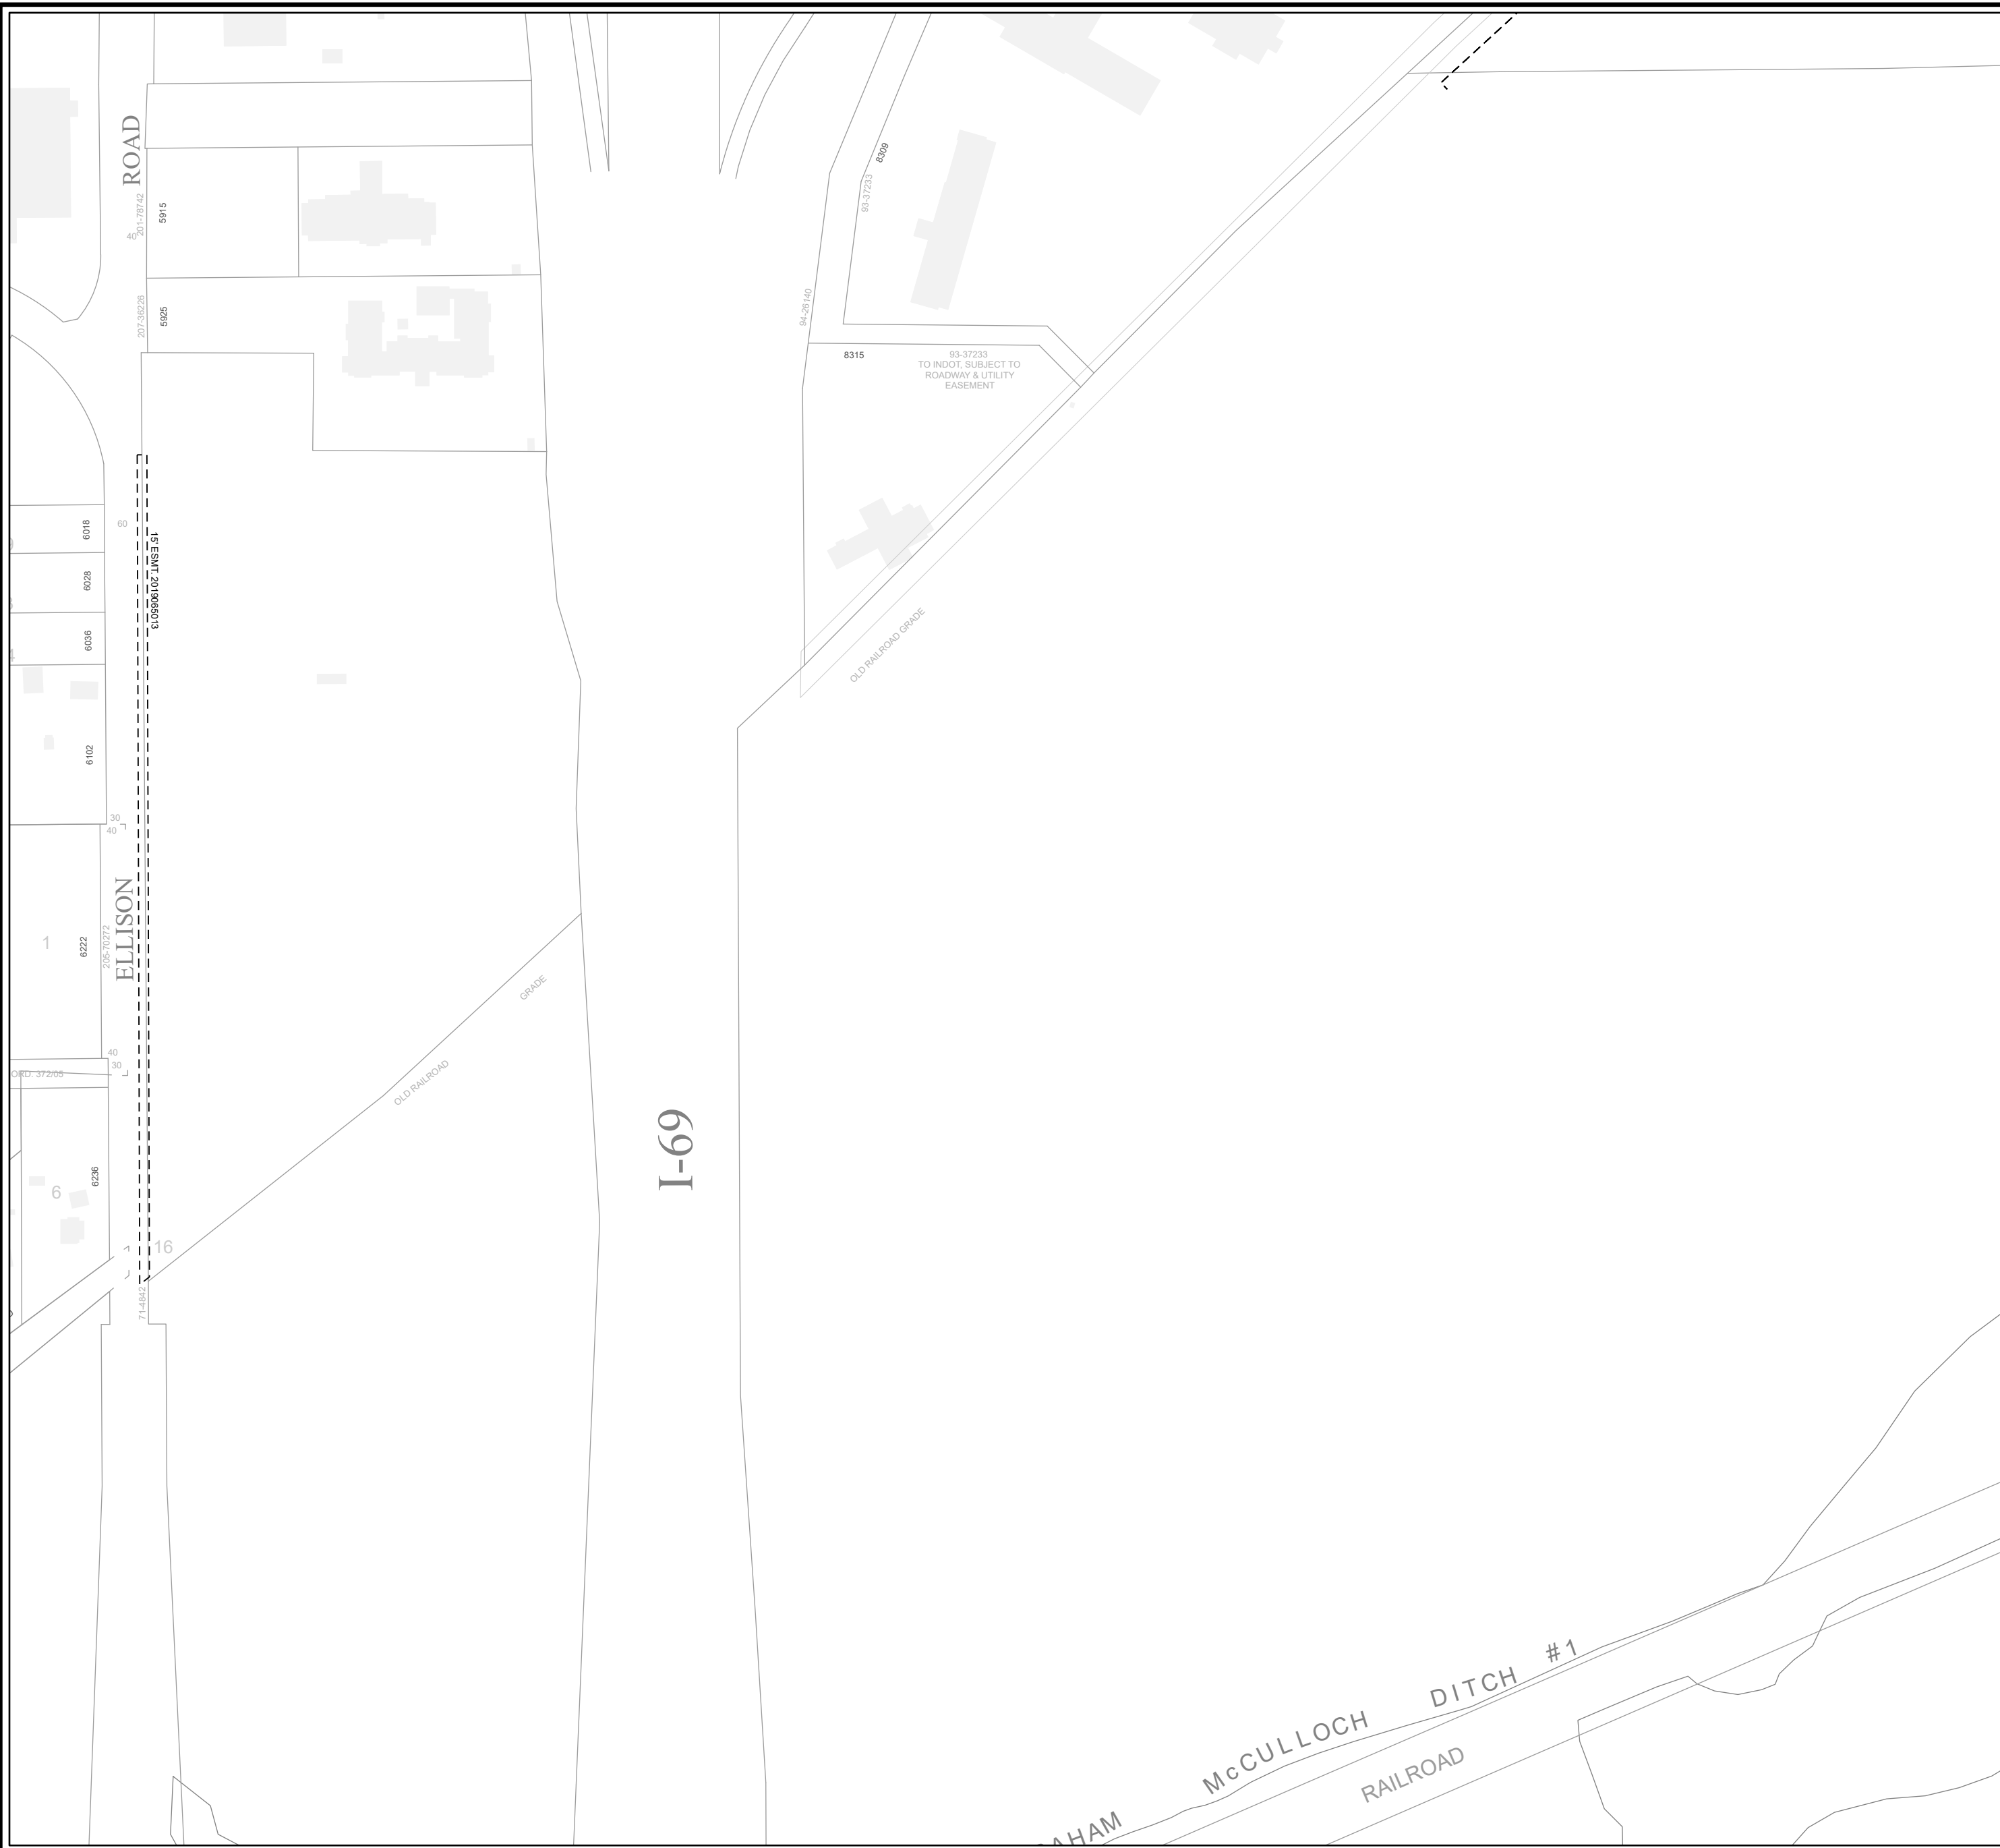 ROAD
201-78742
40
5915
8309
93-37233
207-36226
5925
94-26140
8315
93-37233
TO INDOT, SUBJECT TO
ROADWAY & UTILITY
EASEMENT
60
15' ESMT. 2019065013
6018
6028
6036
6102
OLD RAILROAD GRADE
30
40
ELLISON
205-70272
1
6222
GRADE
OLD RAILROAD
40
30
ORD. 372/05
I-69
6
6236
16
71-4842
McCULLOCH DITCH #1
RAILROAD